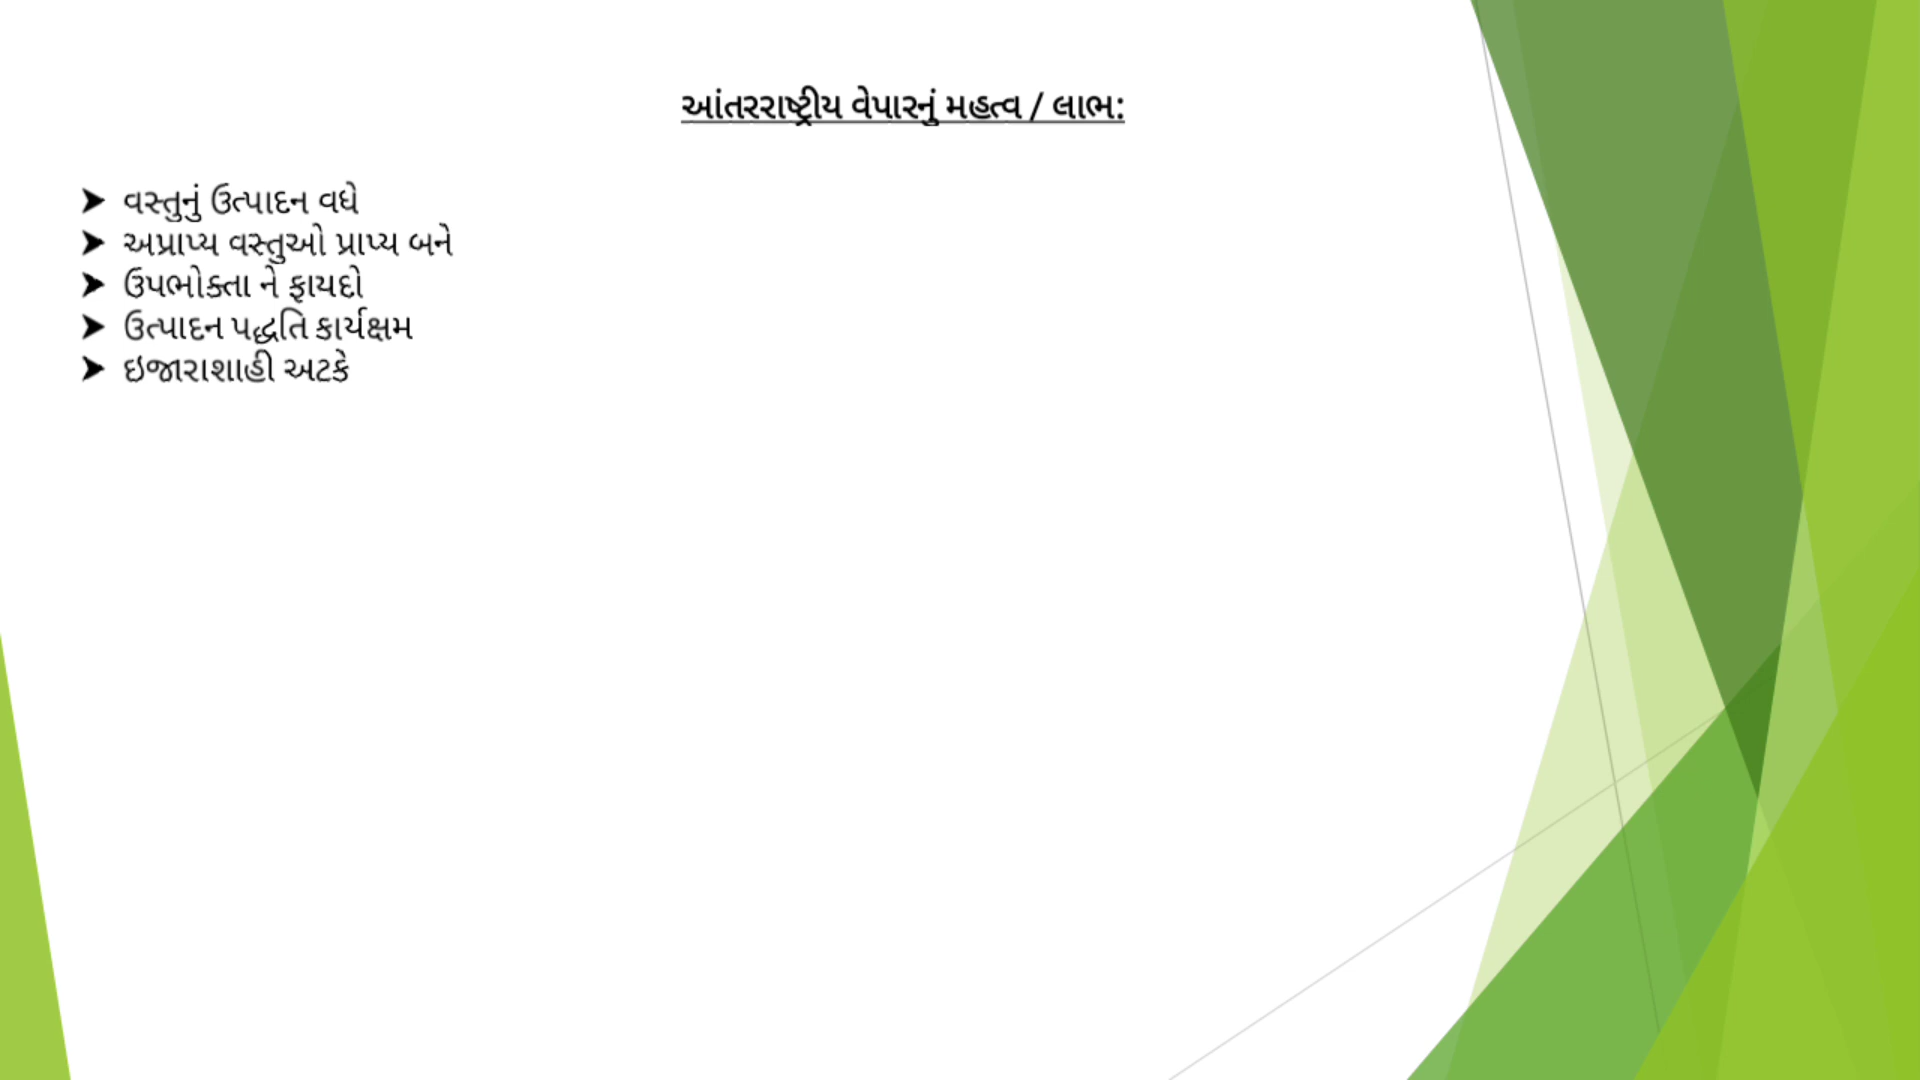 આંતરરાષ્ટ્રીય વેપારનું મહત્વ / લાભ:
➤ વસ્તુનું ઉત્પાદન વધે
➤ અપ્રાપ્ય વસ્તુઓ પ્રાપ્ય બને
➤ ઉપભોક્તા ને ફાયદો
➤ ઉત્પાદન પદ્ધતિ કાર્યક્ષમ
➤ ઇજારાશાહી અટકે